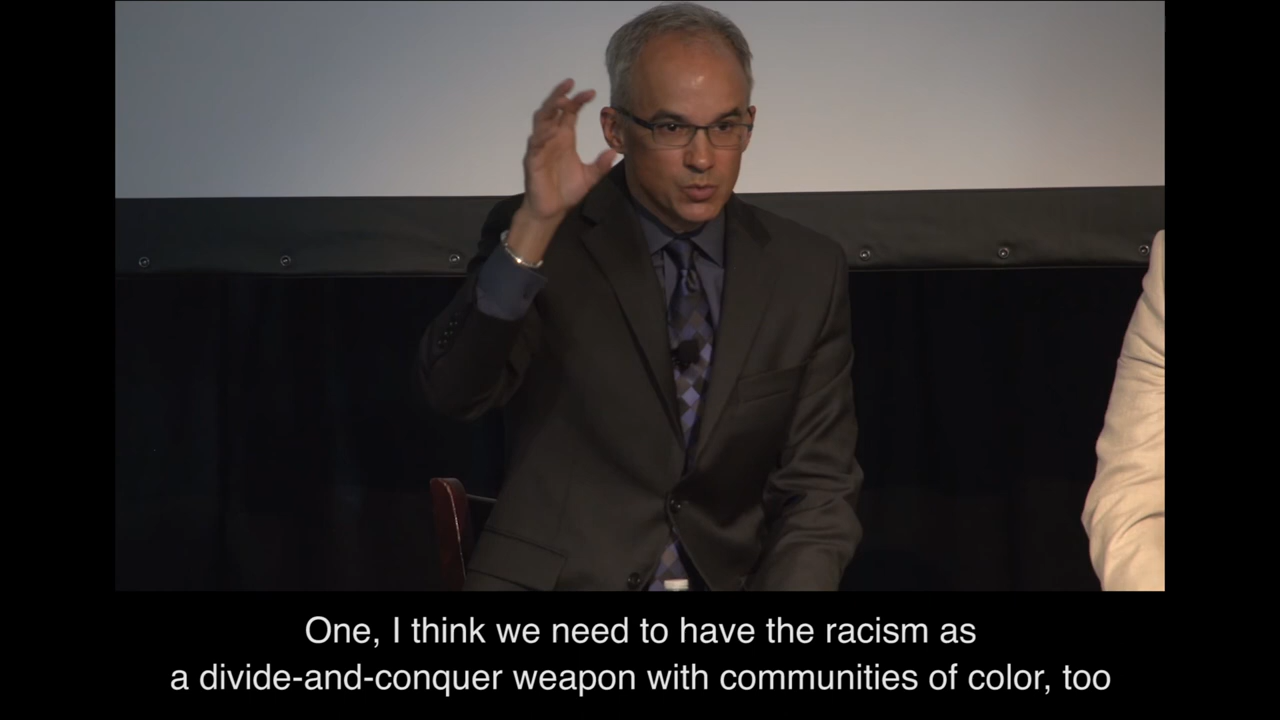 One, I think we need to have the racism as
a divide-and-conquer weapon with communities of color, too